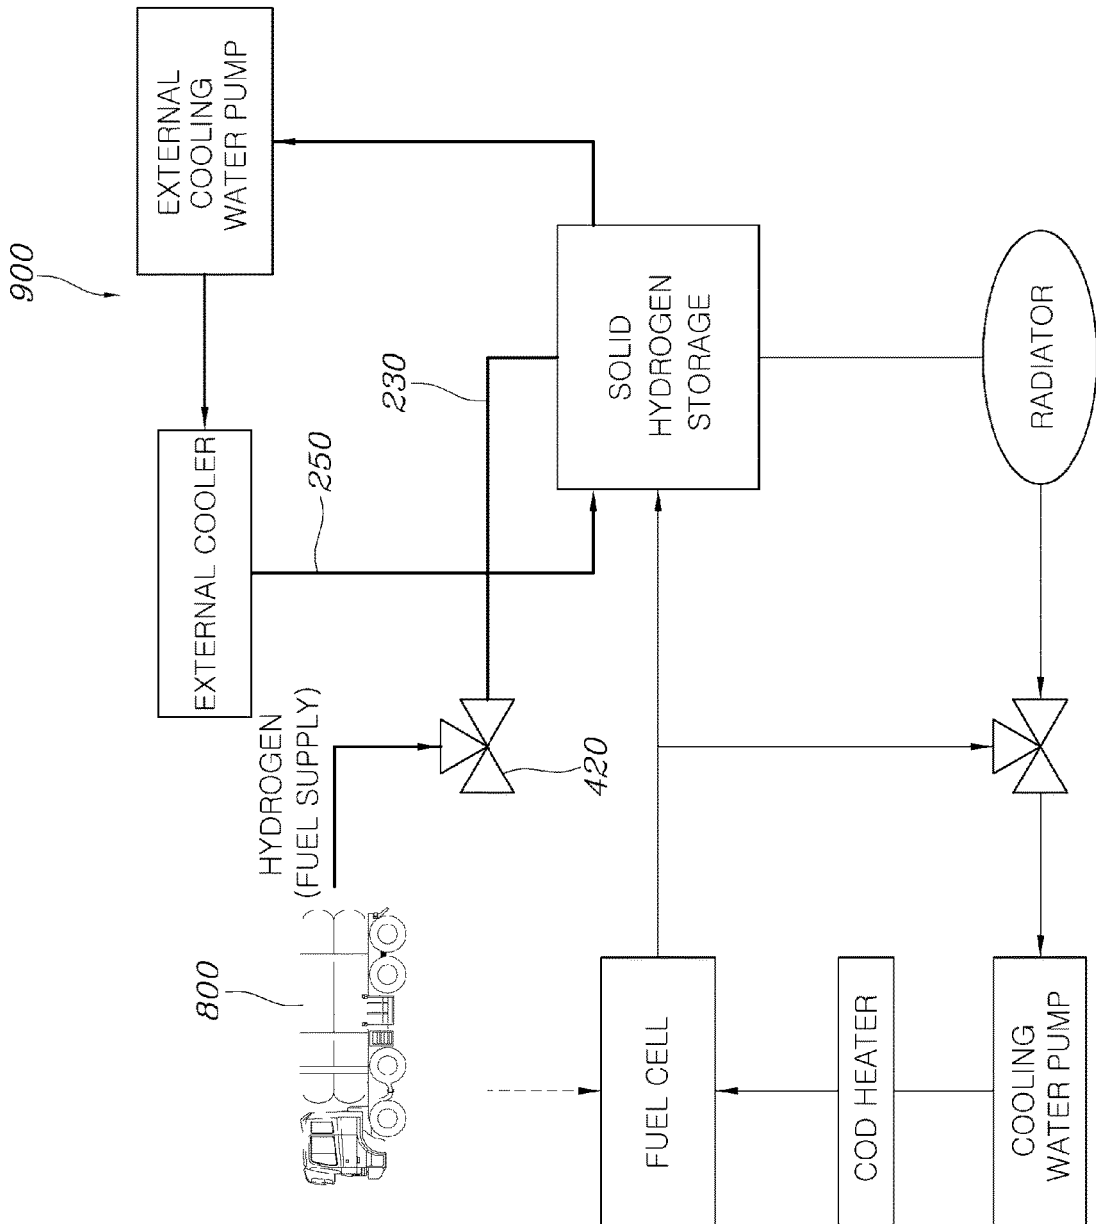 900
EXTERNAL
COOLING
WATER PUMP
EXTERNAL COOLER
250
230
SOLID
HYDROGEN
STORAGE
RADIATOR
HYDROGEN
(FUEL SUPPLY)
420
800
FUEL CELL
COD HEATER
COOLING
WATER PUMP